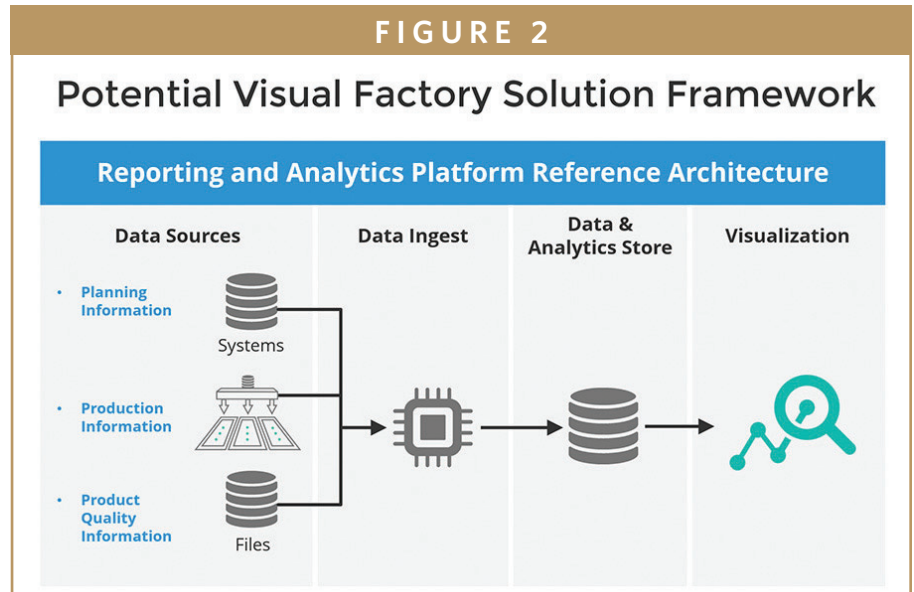 FIGURE 2
Potential Visual Factory Solution Framework
Reporting and Analytics Platform Reference Architecture
Data Sources
Data Ingest
Data &
Analytics Store
Visualization
• Planning
Information
Systems
• Production
Information
• Product
Quality
Information
Files